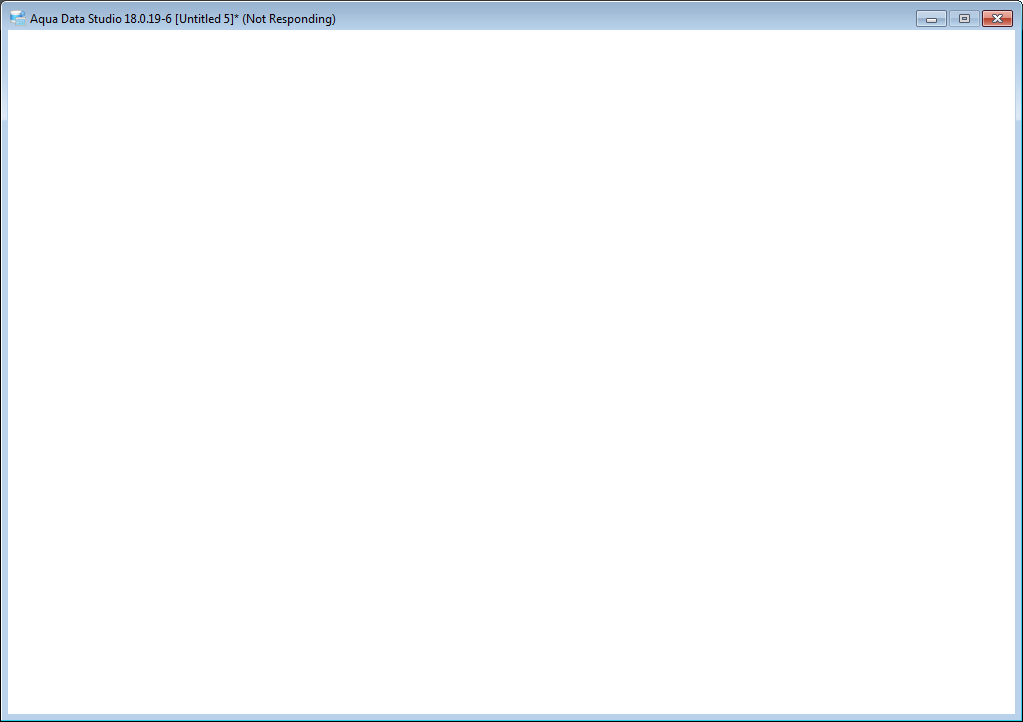 Aqua Data Studio 18.0.19-6 [Untitled 5]* (Not Responding)